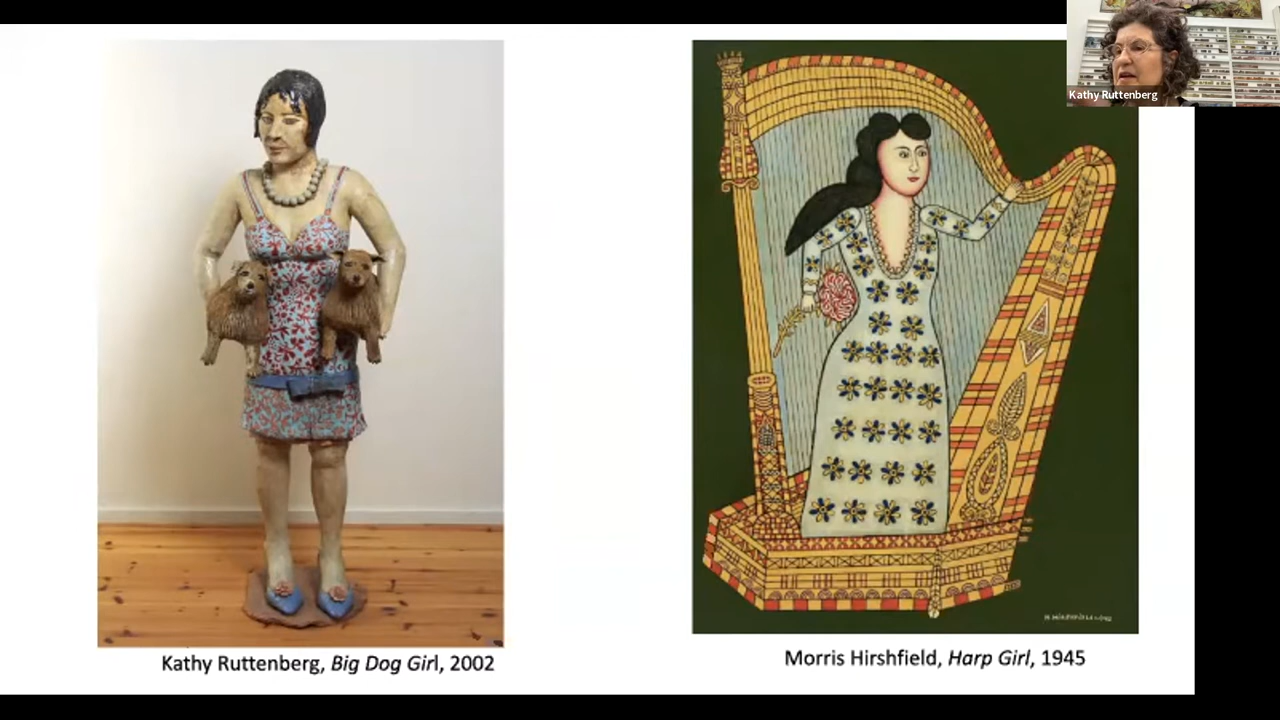 Kathy Ruttenberg
Kathy Ruttenberg, Big Dog Girl, 2002
Morris Hirshfield, Harp Girl, 1945